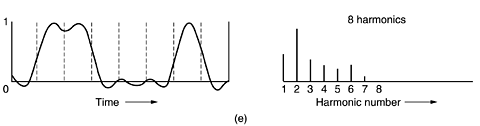 1
0
Time
8 harmonics
1 2 3 4 5 6 7 8
Harmonic number
(e)